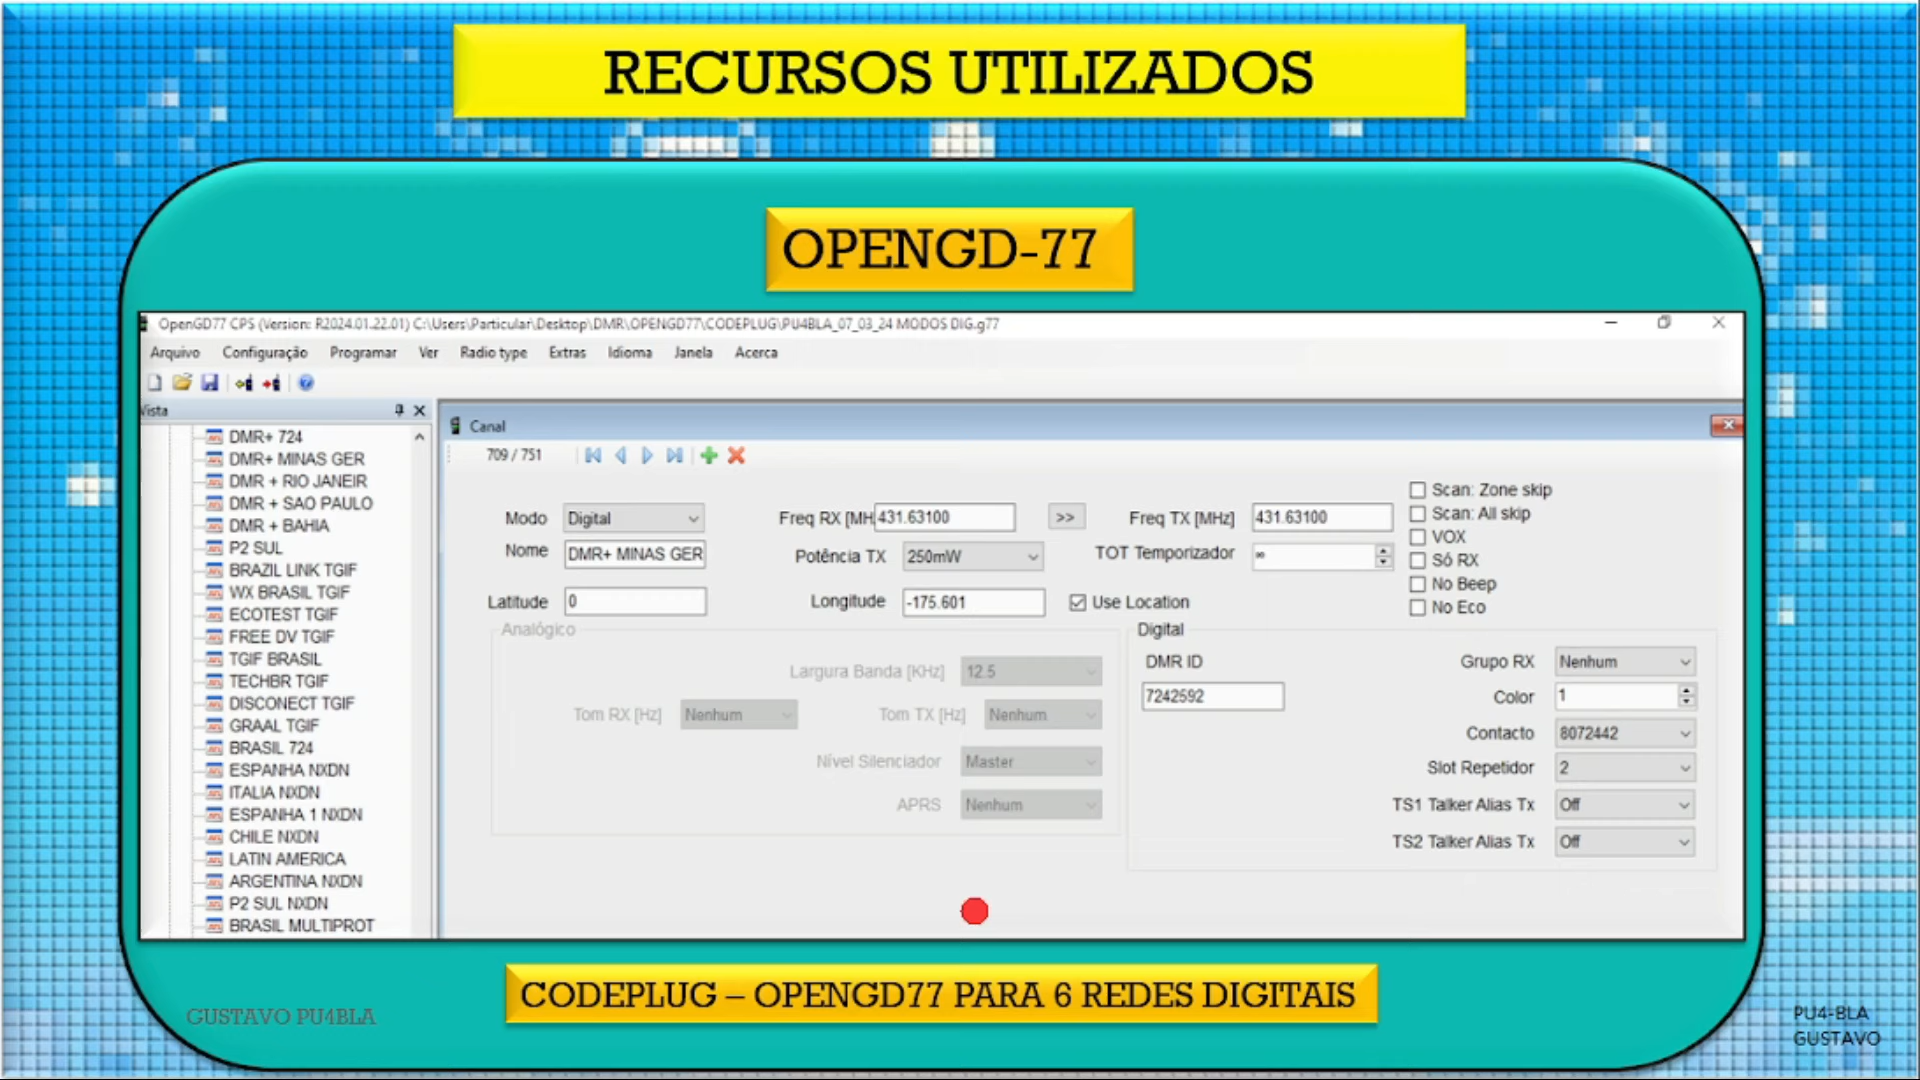 RECURSOS UTILIZADOS
OPENGD-77
OpenGD77 CPS (Version: R2024.01.22.01) C:\Users\Particular\Desktop\DMR\OPENGD77\CODEPLUG\PU4BLA_07_03_24 MODOS DIG.g77
Arquivo Configuração Programar Ver Radio type Extras Idioma Janela Acerca
Vista
DMR+ 724
DMR+ MINAS GER
DMR + RIO JANEIR
DMR + SAO PAULO
DMR + BAHIA
P2 SUL
BRAZIL LINK TGIF
WX BRASIL TGIF
ECOTEST TGIF
FREE DV TGIF
TGIF BRASIL
TECHBR TGIF
DISCONECT TGIF
GRAAL TGIF
BRASIL 724
ESPANHA NXDN
ITALIA NXDN
ESPANHA 1 NXDN
CHILE NXDN
LATIN AMERICA
ARGENTINA NXDN
P2 SUL NXDN
BRASIL MULTIPROT
Canal
709 / 751
Modo Digital Freq RX [MH 431.63100 >> Freq TX [MHz] 431.63100
Nome DMR+ MINAS GER Potência TX 250mW TOT Temporizador ∞
Latitude 0 Longitude -175.601 Use Location
Scan: Zone skip
Scan: All skip
VOX
Só RX
No Beep
No Eco
Analógico
Largura Banda [KHz] 12.5
Tom RX [Hz] Nenhum Tom TX [Hz] Nenhum
Nível Silenciador Master
APRS Nenhum
Digital
DMR ID
7242592
Grupo RX Nenhum
Color 1
Contacto 8072442
Slot Repetidor 2
TS1 Talker Alias Tx Off
TS2 Talker Alias Tx Off
CODEPLUG – OPENGD77 PARA 6 REDES DIGITAIS
GUSTAVO PU4BLA
PU4-BLA
GUSTAVO